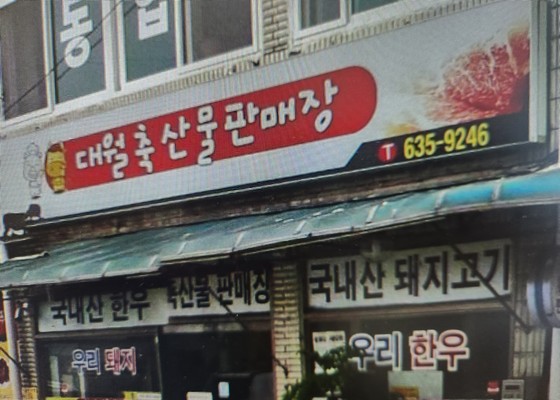 동 업
대월축산물판매장
T 635-9246
국내산 한우 축산물 판매장
국내산 돼지고기
우리 돼지
우리 한우